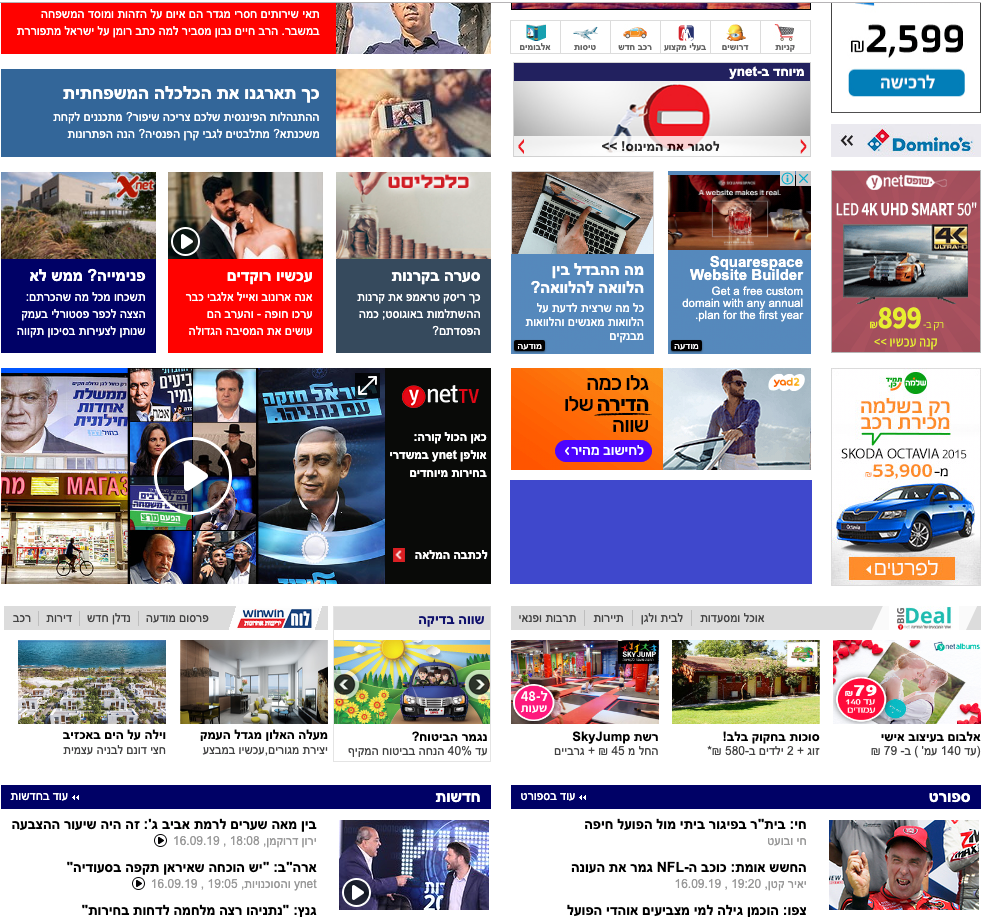 תאי שירותים חסרי מגדר הם איום על הזהות ומוסד המשפחה
במשבר. הרב חיים נבון מסביר למה כתב רומן על ישראל מתפוררת
כך תארגנו את הכלכלה המשפחתית
ההתנהלות הפיננסית שלכם צריכה שיפור? מתכננים לקחת
משכנתא? מתלבטים לגבי קרן הפנסיה? הנה הפתרונות
קניות
דרושים
בעלי מקצוע
רכב חדש
טיסות
אלבומים
מיוחד ב-ynet
לסגור את המינוס! >>
₪2,599
לרכישה
Domino's
כלכליסט
סערה בקרנות
כך ריסק טראמפ את קרנות
ההשתלמות באוגוסט; כמה
הפסדתם?
עכשיו רוקדים
אנה ארונוב ואייל אלגבי כבר
ערכו חופה - והערב הם
עושים את המסיבה הגדולה
Xnet
פנימייה? ממש לא
תשכחו מכל מה שהכרתם:
הצצה לכפר פסטורלי בעמק
שנותן לצעירות בסיכון תקווה
SQUARESPACE
A website makes it real.
Squarespace
Website Builder
Get a free custom
domain with any annual
plan for the first year.
מודעה
מה ההבדל בין
הלוואה להלוואה?
כל מה שרצית לדעת על
הלוואות מאנשים והלוואות
מבנקים
מודעה
ynet שופס
LED 4K UHD SMART 50"
4K
ULTRA HD
רק ב- 899₪
קנה עכשיו >>
ynetTV
כאן הכול קורה:
אולפן ynet במשדרי
בחירות מיוחדים
לכתבה המלאה
ממשלת
אחדות
חילונית
עם נתניהו.
МАГАЗ
yad2
גלו כמה
הדירה שלו
שווה
לחישוב מהיר
שלמה
תמיד
כן.
רק בשלמה
מכירת רכב
SKODA OCTAVIA 2015
מ-53,900₪
לפרטים
שווה בדיקה
נגמר הביטוח?
עד 40% הנחה בביטוח המקיף
לוח
winwin
פרסום מודעה
נדלן חדש
דירות
רכב
מעלה האלון מגדל העמק
יצירת מגורים,עכשיו במבצע
וילה על הים באכזיב
חצי דונם לבניה עצמית
BIG Deal
אוכל ומסעדות
לבית ולגן
תיירות
תרבות ופנאי
netalbums
₪79
עד 140
עמודים
אלבום בעיצוב אישי
(עד 140 עמ' ) ב- 79 ₪
סוכות בחקוק בלב!
זוג + 2 ילדים ב-580 ₪*
SKY JUMP
ל-48
שעות
רשת SkyJump
החל מ 45 ₪ + גרביים
חדשות
עוד בחדשות
בין מאה שערים לרמת אביב ג': זה היה שיעור ההצבעה
ירון דרוקמן, 18:08 , 16.09.19
ארה"ב: "יש הוכחה שאיראן תקפה בסעודיה"
ynet והסוכנויות, 19:05 , 16.09.19
גנץ: "נתניהו רצה מלחמה לדחות בחירות"
ספורט
עוד בספורט
חי: בית"ר בפיגור ביתי מול הפועל חיפה
חי ובועט
החשש אומת: כוכב ה-NFL גמר את העונה
יאיר קטן, 19:20 , 16.09.19
צפו: הוכמן גילה למי מצביעים אוהדי הפועל